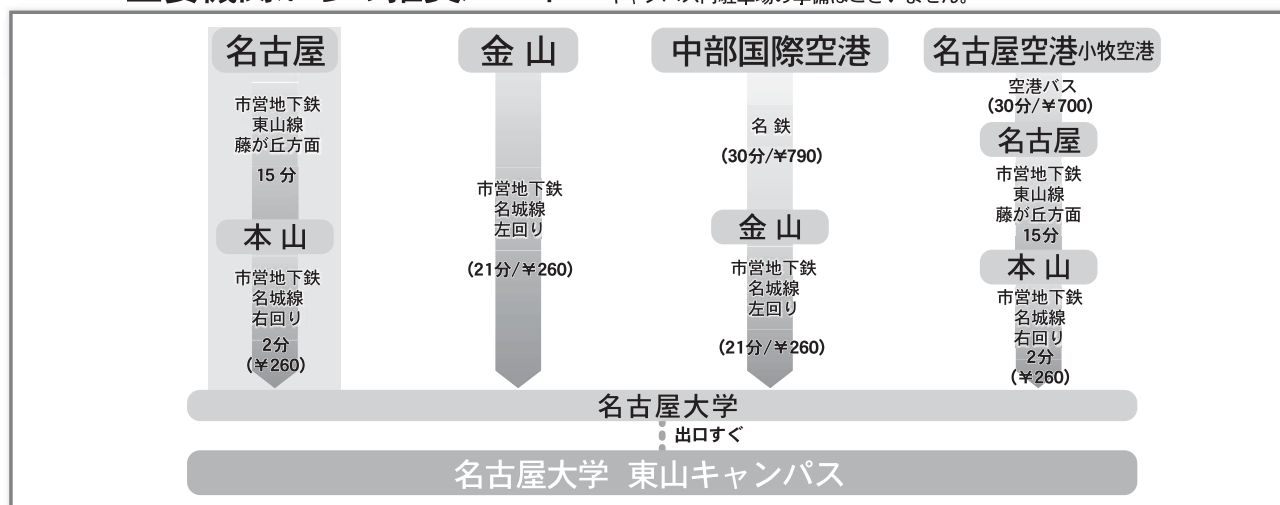 名古屋
市営地下鉄
東山線
藤が丘方面
15分
本山
市営地下鉄
名城線
右回り
2分
(¥260)
金山
市営地下鉄
名城線
左回り
(21分/¥260)
中部国際空港
名鉄
(30分/¥790)
金山
市営地下鉄
名城線
左回り
(21分/¥260)
名古屋空港小牧空港
空港バス
(30分/¥700)
名古屋
市営地下鉄
東山線
藤が丘方面
15分
本山
市営地下鉄
名城線
右回り
2分
(¥260)
名古屋大学
出口すぐ
名古屋大学 東山キャンパス